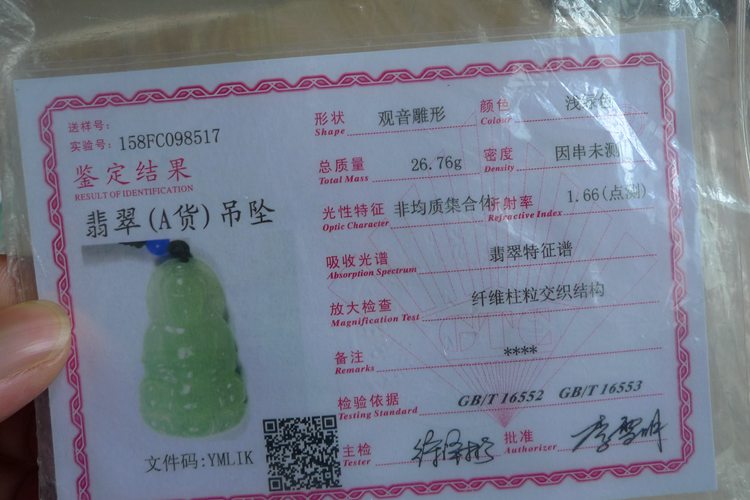 送样号:
实验号: 158FC098517
鉴定结果
RESULT OF IDENTIFICATION
翡翠(A货)吊坠
文件码:YMLIK
形状 观音雕形
Shape
颜色 浅绿色
Colour
总质量 26.76g
Total Mass
密度 因串未测
Density
光性特征 非均质集合体
Optic Character
折射率 1.66(点测)
Refractive Index
吸收光谱 翡翠特征谱
Absorption Spectrum
放大检查 纤维柱粒交织结构
Magnification Test
备注 ****
Remarks
检验依据 GB/T 16552 GB/T 16553
Testing Standard
主检
Tester
批准
Authorizer